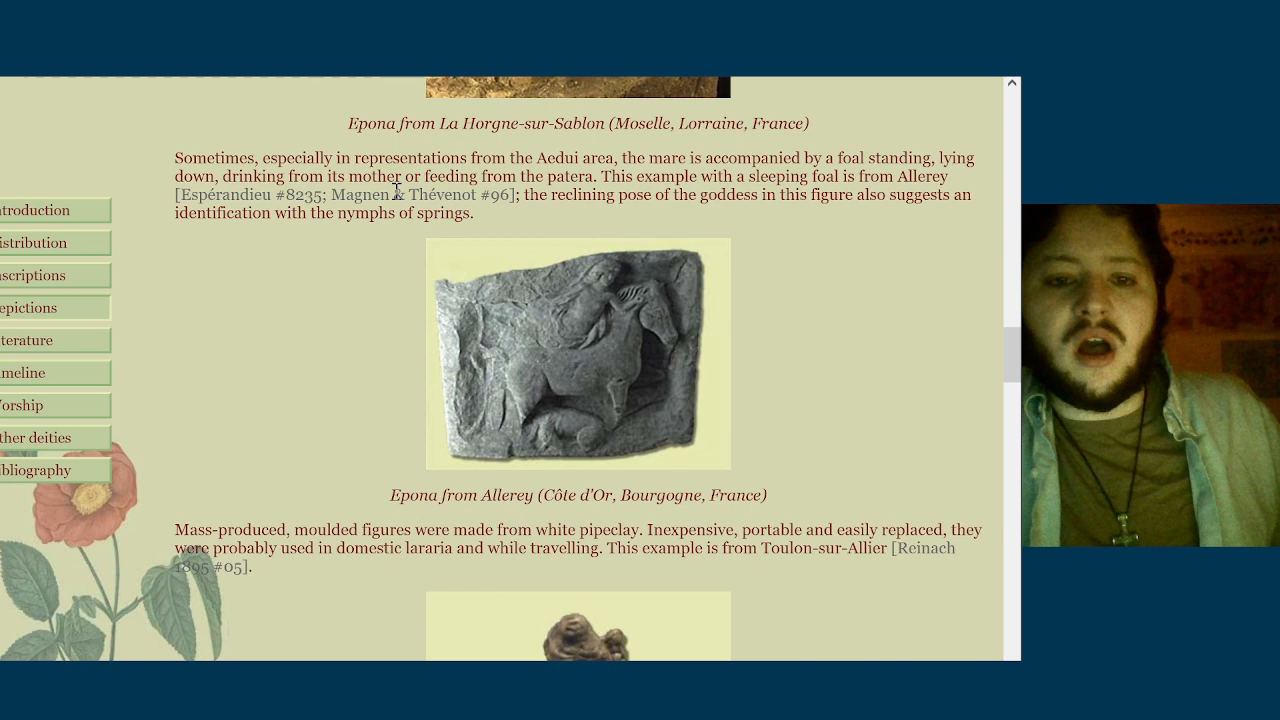 Epona from La Horgne-sur-Sablon (Moselle, Lorraine, France)
Sometimes, especially in representations from the Aedui area, the mare is accompanied by a foal standing, lying
down, drinking from its mother or feeding from the patera. This example with a sleeping foal is from Allerey
[Espérandieu #8235; Magnen & Thévenot #96]; the reclining pose of the goddess in this figure also suggests an
identification with the nymphs of springs.
ntroduction
istribution
nscriptions
epictions
iterature
imeline
orship
ther deities
ibliography
Epona from Allerey (Côte d'Or, Bourgogne, France)
Mass-produced, moulded figures were made from white pipeclay. Inexpensive, portable and easily replaced, they
were probably used in domestic lararia and while travelling. This example is from Toulon-sur-Allier [Reinach
1895 #05].